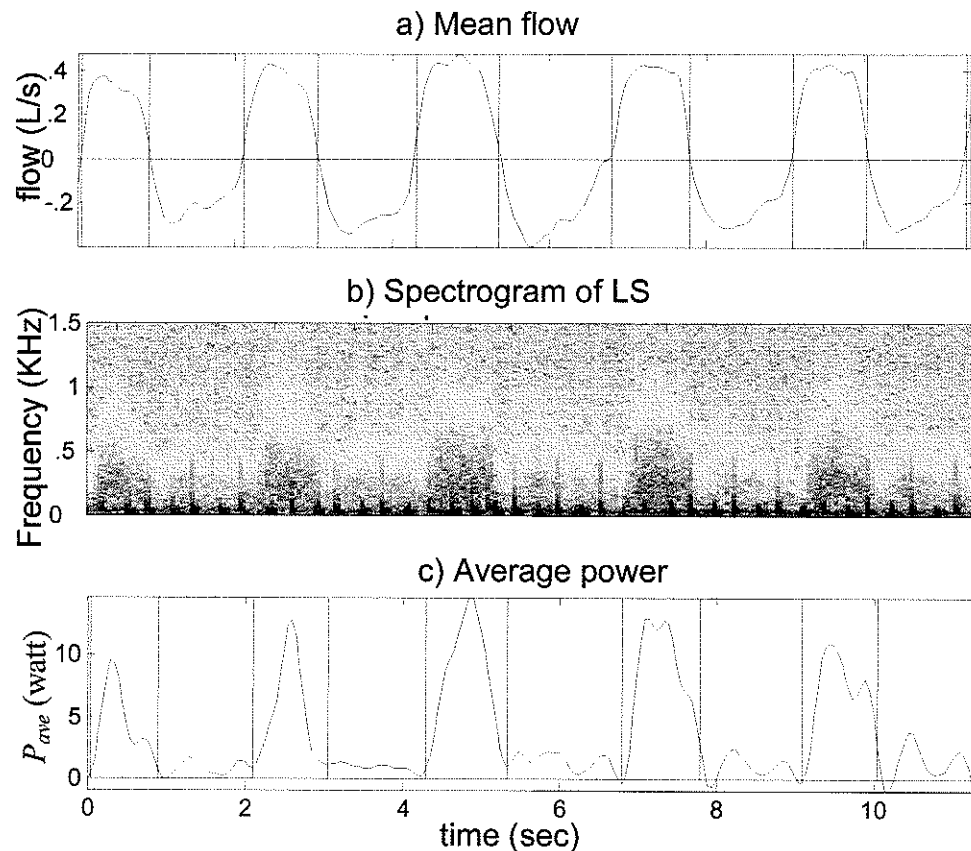 a) Mean flow
.4
.2
0
-.2
flow (L/s)
b) Spectrogram of LS
1.5
1
.5
0
Frequency (KHz)
c) Average power
10
5
0
P_ave (watt)
0 2 4 6 8 10
time (sec)